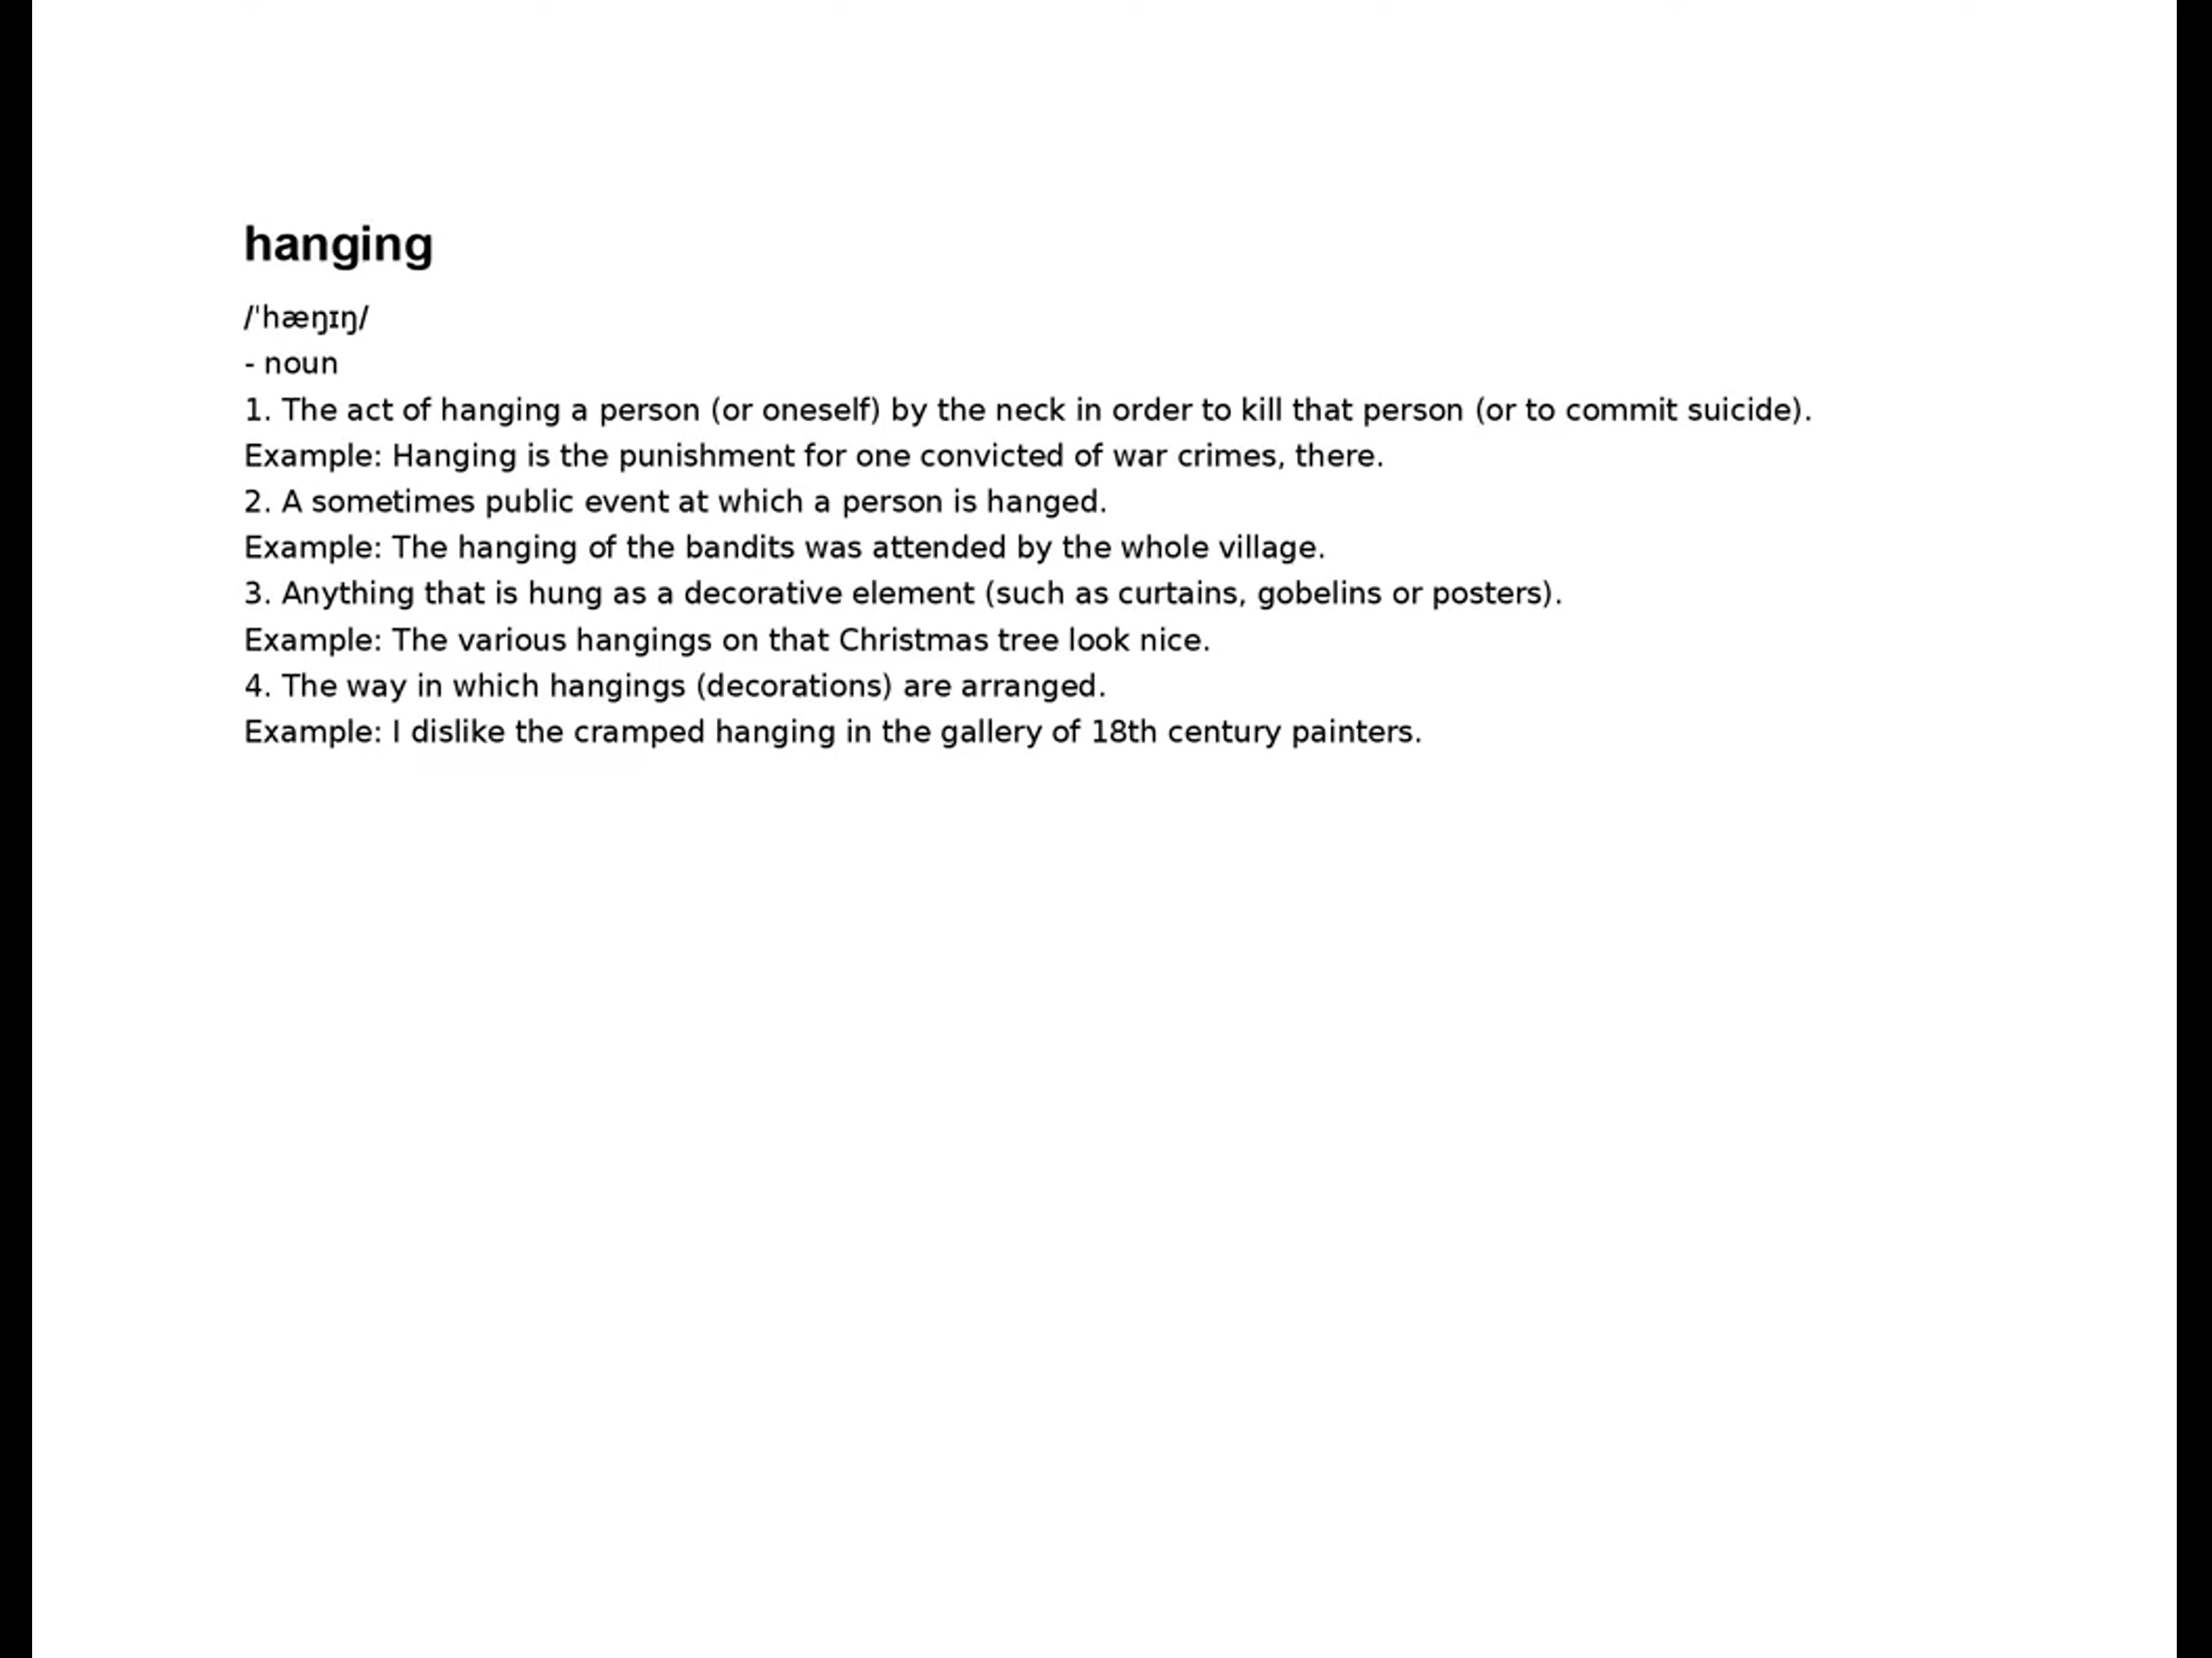 hanging
/ˈhæŋɪŋ/
- noun
1. The act of hanging a person (or oneself) by the neck in order to kill that person (or to commit suicide).
Example: Hanging is the punishment for one convicted of war crimes, there.
2. A sometimes public event at which a person is hanged.
Example: The hanging of the bandits was attended by the whole village.
3. Anything that is hung as a decorative element (such as curtains, gobelins or posters).
Example: The various hangings on that Christmas tree look nice.
4. The way in which hangings (decorations) are arranged.
Example: I dislike the cramped hanging in the gallery of 18th century painters.